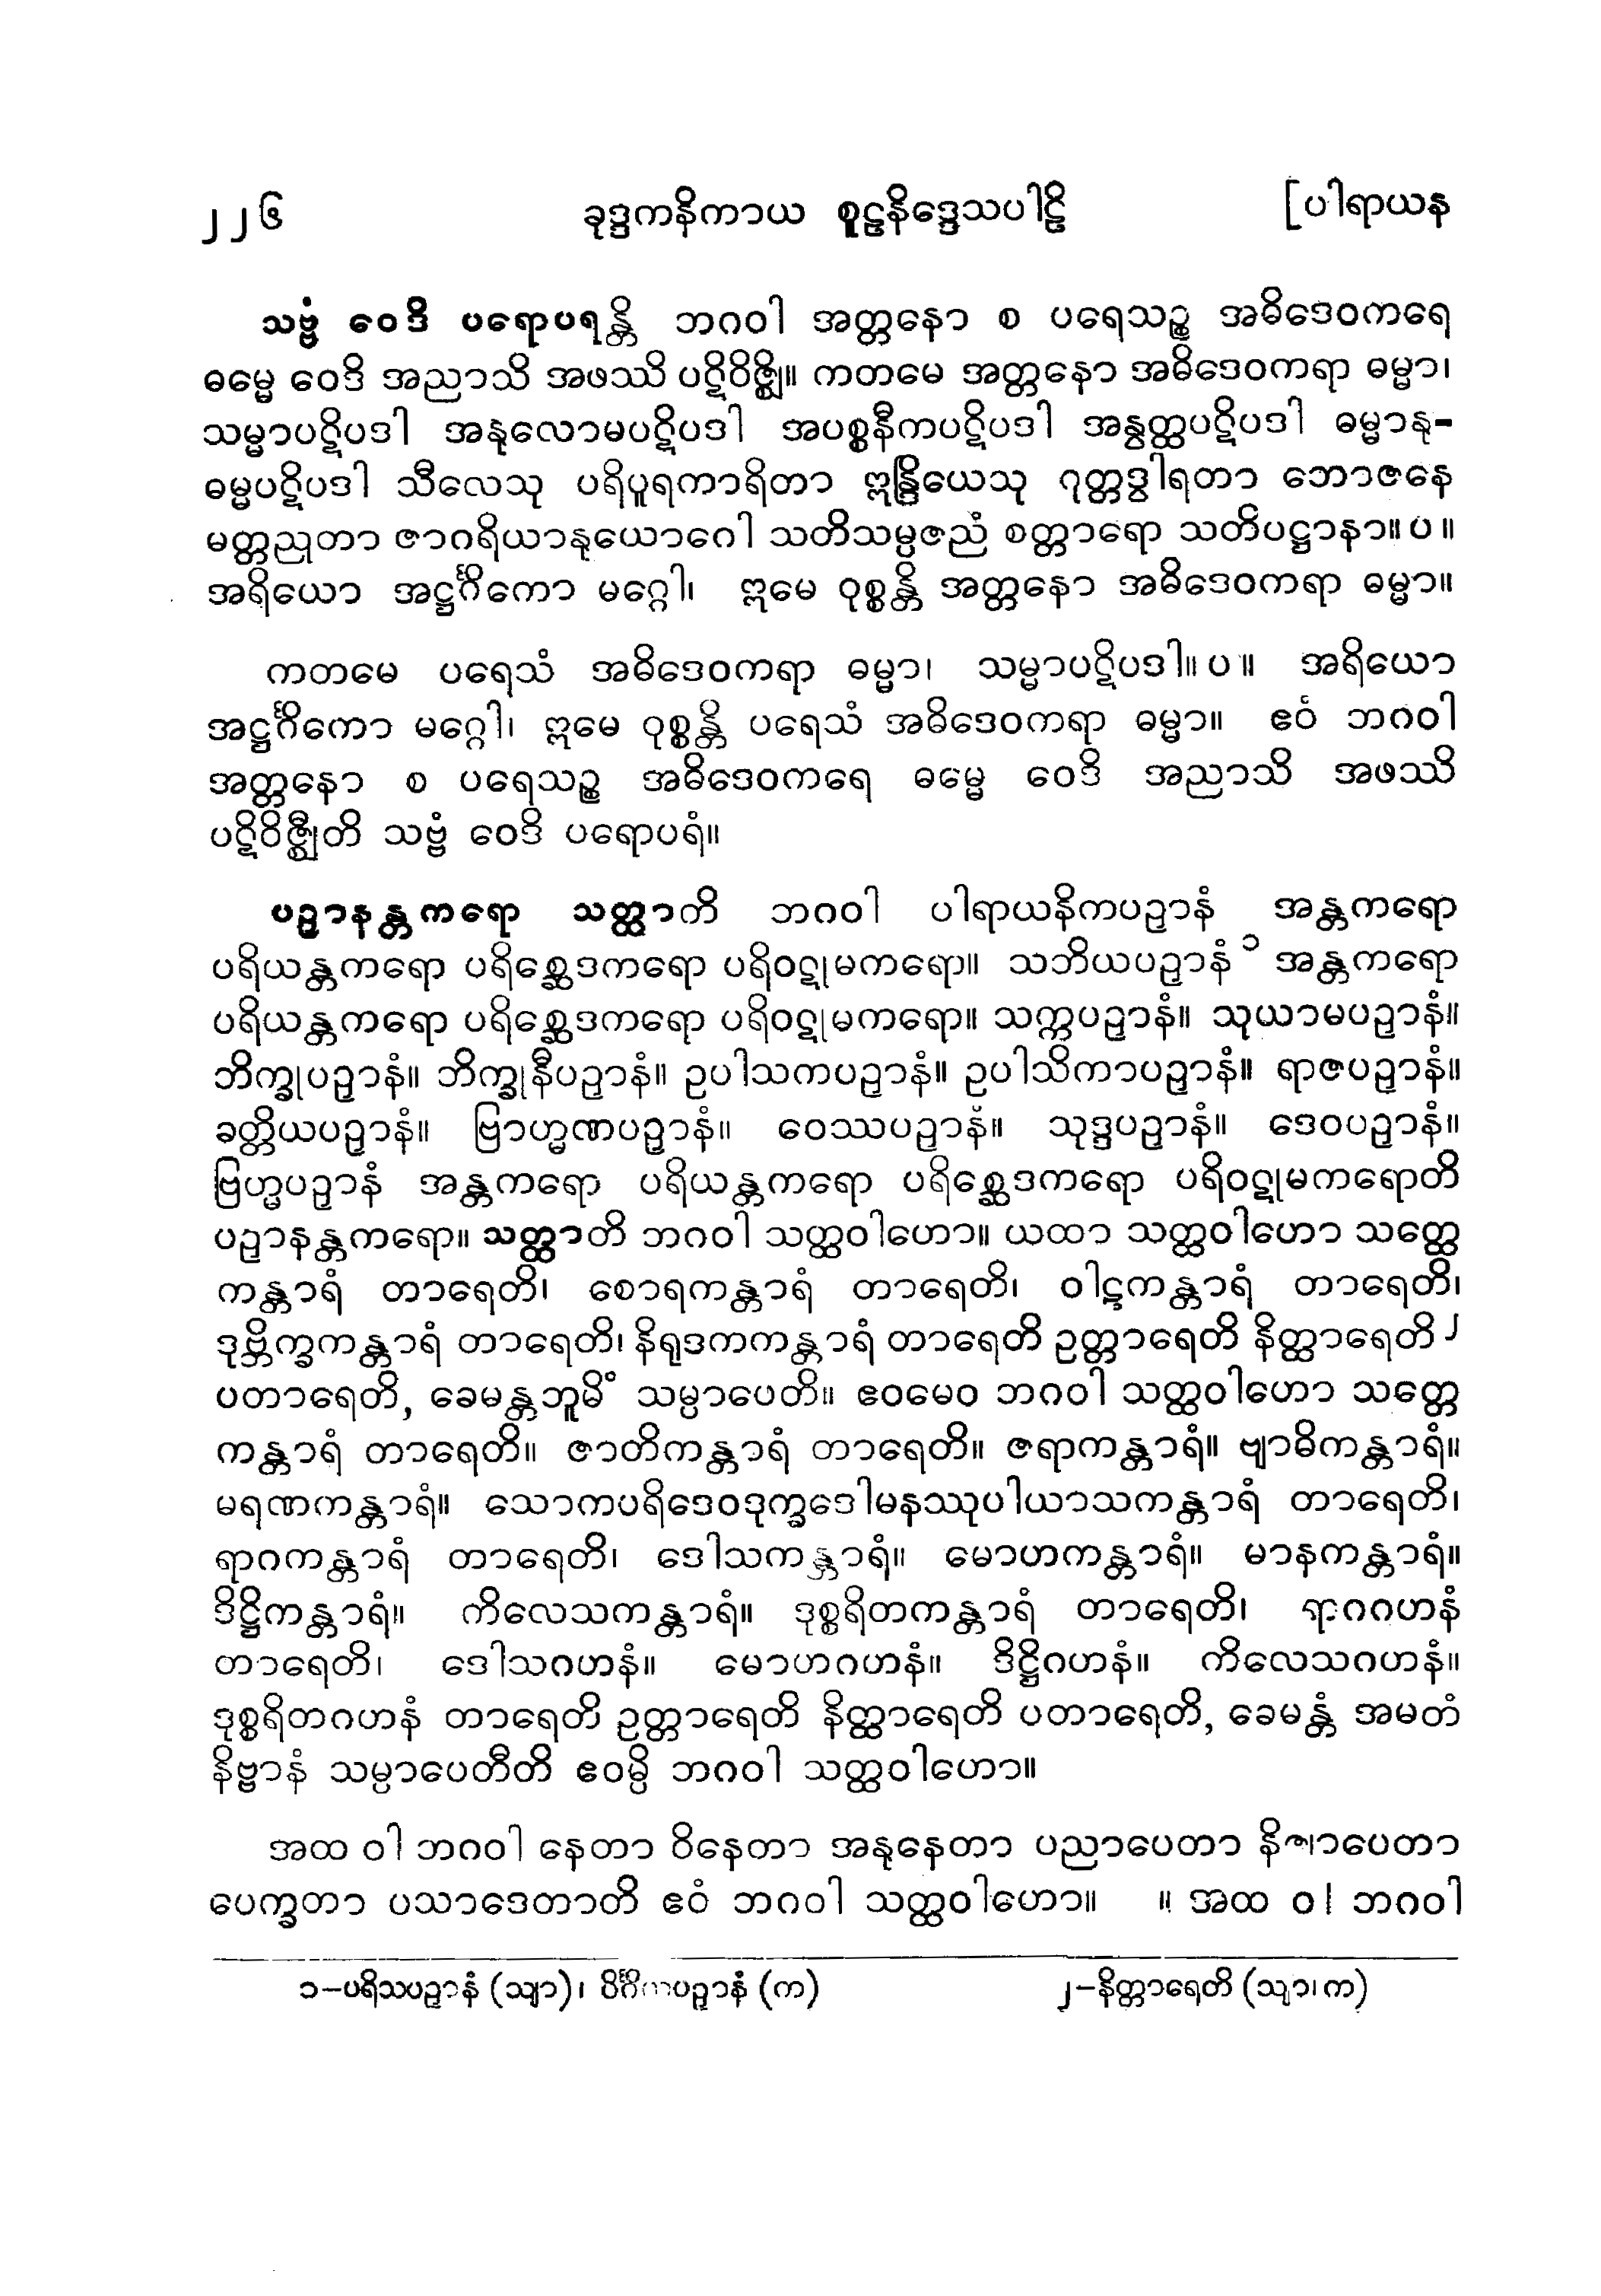 ၂၂၆ ခုဒ္ဒကနိကာယ စူဠနိဒ္ဒေသပါဠိ [ပါရာယန
သဗ္ဗံ ဝေဒိ ပရောပရန္တိ ဘဂဝါ အတ္တနော စ ပရေသဉ္စ အဓိဒေဝကရေ
ဓမ္မေ ဝေဒိ အညာသိ အဖဿိ ပဋိဝိဇ္ဈိ။ ကတမေ အတ္တနော အဓိဒေဝကရာ ဓမ္မာ၊
သမ္မာပဋိပဒါ အနုလောမပဋိပဒါ အပစ္စနီကပဋိပဒါ အနွတ္ထပဋိပဒါ ဓမ္မာနု-
ဓမ္မပဋိပဒါ သီလေသု ပရိပူရကာရိတာ ဣန္ဒြိယေသု ဂုတ္တဒွါရတာ ဘောဇနေ
မတ္တညုတာ ဇာဂရိယာနုယောဂေါ သတိသမ္ပဇညံ စတ္တာရော သတိပဋ္ဌာနာ။ ပ ။
အရိယော အဋ္ဌင်္ဂိကော မဂ္ဂေါ၊ ဣမေ ဝုစ္စန္တိ အတ္တနော အဓိဒေဝကရာ ဓမ္မာ။
ကတမေ ပရေသံ အဓိဒေဝကရာ ဓမ္မာ၊ သမ္မာပဋိပဒါ။ ပ ။ အရိယော
အဋ္ဌင်္ဂိကော မဂ္ဂေါ၊ ဣမေ ဝုစ္စန္တိ ပရေသံ အဓိဒေဝကရာ ဓမ္မာ။ ဧဝံ ဘဂဝါ
အတ္တနော စ ပရေသဉ္စ အဓိဒေဝကရေ ဓမ္မေ ဝေဒိ အညာသိ အဖဿိ
ပဋိဝိဇ္ဈီတိ သဗ္ဗံ ဝေဒိ ပရောပရံ။
ပဉှာနန္တကရော သတ္ထာတိ ဘဂဝါ ပါရာယနိကပဉှာနံ အန္တကရော
ပရိယန္တကရော ပရိစ္ဆေဒကရော ပရိဝဋုမကရော။ သဘိယပဉှာနံ ၁ အန္တကရော
ပရိယန္တကရော ပရိစ္ဆေဒကရော ပရိဝဋုမကရော။ သက္ကပဉှာနံ။ သုယာမပဉှာနံ။
ဘိက္ခုပဉှာနံ။ ဘိက္ခုနီပဉှာနံ။ ဥပါသကပဉှာနံ။ ဥပါသိကာပဉှာနံ။ ရာဇပဉှာနံ။
ခတ္တိယပဉှာနံ။ ဗြာဟ္မဏပဉှာနံ။ ဝေဿပဉှာနံ။ သုဒ္ဒပဉှာနံ။ ဒေဝပဉှာနံ။
ဗြဟ္မပဉှာနံ အန္တကရော ပရိယန္တကရော ပရိစ္ဆေဒကရော ပရိဝဋုမကရောတိ
ပဉှာနန္တကရော။ သတ္ထာတိ ဘဂဝါ သတ္ထဝါဟော။ ယထာ သတ္ထဝါဟော သတ္ထေ
ကန္တာရံ တာရေတိ၊ စောရကန္တာရံ တာရေတိ၊ ဝါဠကန္တာရံ တာရေတိ၊
ဒုဗ္ဘိက္ခကန္တာရံ တာရေတိ၊ နိရုဒကကန္တာရံ တာရေတိ ဥတ္တာရေတိ နိတ္ထာရေတိ ၂
ပတာရေတိ, ခေမန္တဘူမိံ သမ္ပာပေတိ။ ဧဝမေဝ ဘဂဝါ သတ္ထဝါဟော သတ္တေ
ကန္တာရံ တာရေတိ။ ဇာတိကန္တာရံ တာရေတိ။ ဇရာကန္တာရံ။ ဗျာဓိကန္တာရံ။
မရဏကန္တာရံ။ သောကပရိဒေဝဒုက္ခဒေါမနဿုပါယာသကန္တာရံ တာရေတိ၊
ရာဂကန္တာရံ တာရေတိ၊ ဒေါသကန္တာရံ။ မောဟကန္တာရံ။ မာနကန္တာရံ။
ဒိဋ္ဌိကန္တာရံ။ ကိလေသကန္တာရံ။ ဒုစ္စရိတကန္တာရံ တာရေတိ၊ ရာဂဂဟနံ
တာရေတိ၊ ဒေါသဂဟနံ။ မောဟဂဟနံ။ ဒိဋ္ဌိဂဟနံ။ ကိလေသဂဟနံ။
ဒုစ္စရိတဂဟနံ တာရေတိ ဥတ္တာရေတိ နိတ္ထာရေတိ ပတာရေတိ, ခေမန္တံ အမတံ
နိဗ္ဗာနံ သမ္ပာပေတီတိ ဧဝမ္ပိ ဘဂဝါ သတ္ထဝါဟော။
အထ ဝါ ဘဂဝါ နေတာ ဝိနေတာ အနုနေတာ ပညာပေတာ နိဇ္ဈာပေတာ
ပေက္ခတာ ပသာဒေတာတိ ဧဝံ ဘဂဝါ သတ္ထဝါဟော။ ။ အထ ဝါ ဘဂဝါ
၁−ပရိသပဉှာနံ (သျာ)၊ ပိင်္ဂိယပဉှာနံ (က) ၂−နိတ္တာရေတိ (သျာ၊ က)